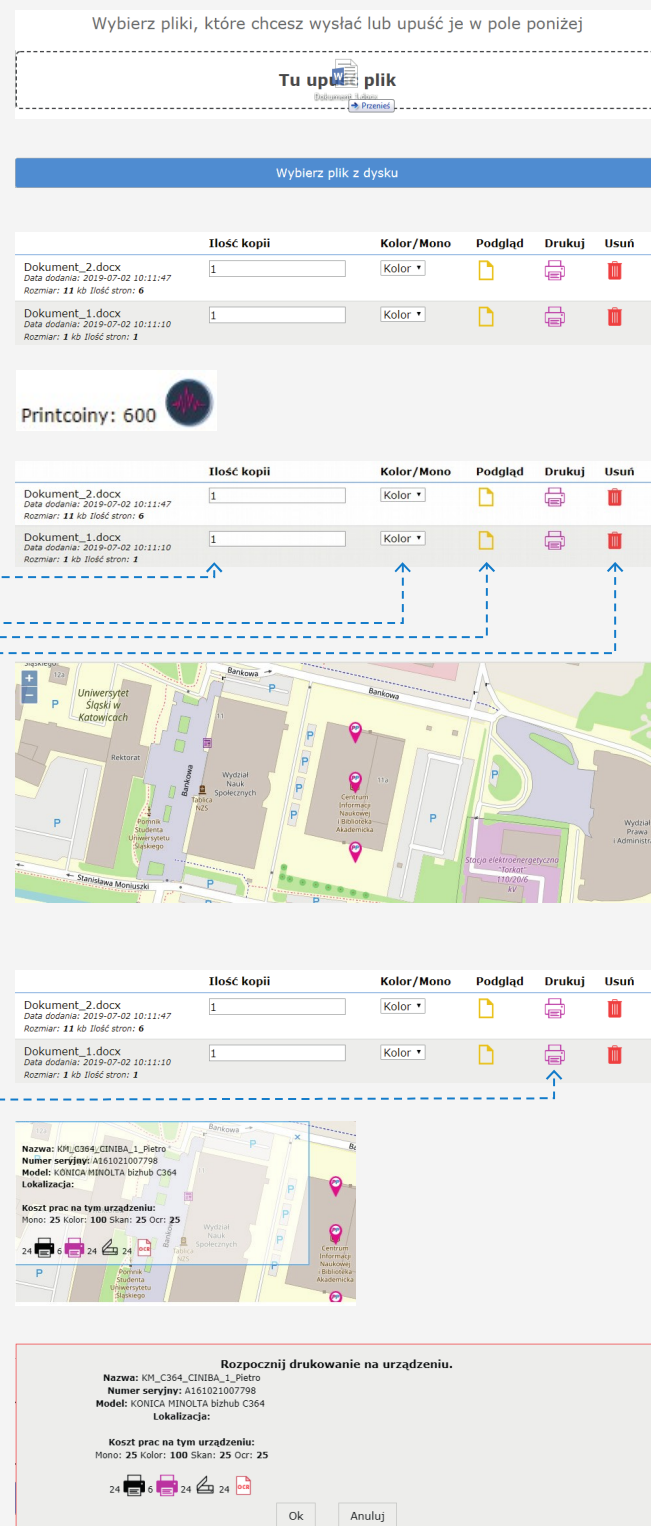 Wybierz pliki, które chcesz wysłać lub upuść je w pole poniżej
Tu upuść plik
Dokument_1.docx
Przenieś
Wybierz plik z dysku
Ilość kopii Kolor/Mono Podgląd Drukuj Usuń
Dokument_2.docx 1 Kolor
Data dodania: 2019-07-02 10:11:47
Rozmiar: 11 kb Ilość stron: 6
Dokument_1.docx 1 Kolor
Data dodania: 2019-07-02 10:11:10
Rozmiar: 1 kb Ilość stron: 1
Printcoiny: 600
Ilość kopii Kolor/Mono Podgląd Drukuj Usuń
Dokument_2.docx 1 Kolor
Data dodania: 2019-07-02 10:11:47
Rozmiar: 11 kb Ilość stron: 6
Dokument_1.docx 1 Kolor
Data dodania: 2019-07-02 10:11:10
Rozmiar: 1 kb Ilość stron: 1
12a
Bankowa
P
Bankowa
Uniwersytet
Śląski w
Katowicach
P
11
P
Rektorat
P
Bankowa
Wydział
Nauk
Społecznych
Tablica
NZS
11a
Centrum
Informacji
Naukowej
i Biblioteka
Akademicka
P
P
P
P
Pomnik
Studenta
Uniwersytetu
Śląskiego
P
Wydział
Prawa
i Administra
Stacja elektroenergetyczna
"Torkat"
110/20/6
kV
Stanisława Moniuszki
P
Ilość kopii Kolor/Mono Podgląd Drukuj Usuń
Dokument_2.docx 1 Kolor
Data dodania: 2019-07-02 10:11:47
Rozmiar: 11 kb Ilość stron: 6
Dokument_1.docx 1 Kolor
Data dodania: 2019-07-02 10:11:10
Rozmiar: 1 kb Ilość stron: 1
Bankowa
Nazwa: KM_C364_CINIBA_1_Pietro
Numer seryjny: A161021007798
Model: KONICA MINOLTA bizhub C364
Lokalizacja:
Koszt prac na tym urządzeniu:
Mono: 25 Kolor: 100 Skan: 25 Ocr: 25
24 6 24 24 OCR
Wydział
Nauk
Społecznych
Tablica
NZS
Pomnik
Studenta
Uniwersytetu
Śląskiego
Centrum
Informacji
Naukowej
i Biblioteka
Akademicka
Rozpocznij drukowanie na urządzeniu.
Nazwa: KM_C364_CINIBA_1_Pietro
Numer seryjny: A161021007798
Model: KONICA MINOLTA bizhub C364
Lokalizacja:
Koszt prac na tym urządzeniu:
Mono: 25 Kolor: 100 Skan: 25 Ocr: 25
24 6 24 24 OCR
Ok Anuluj